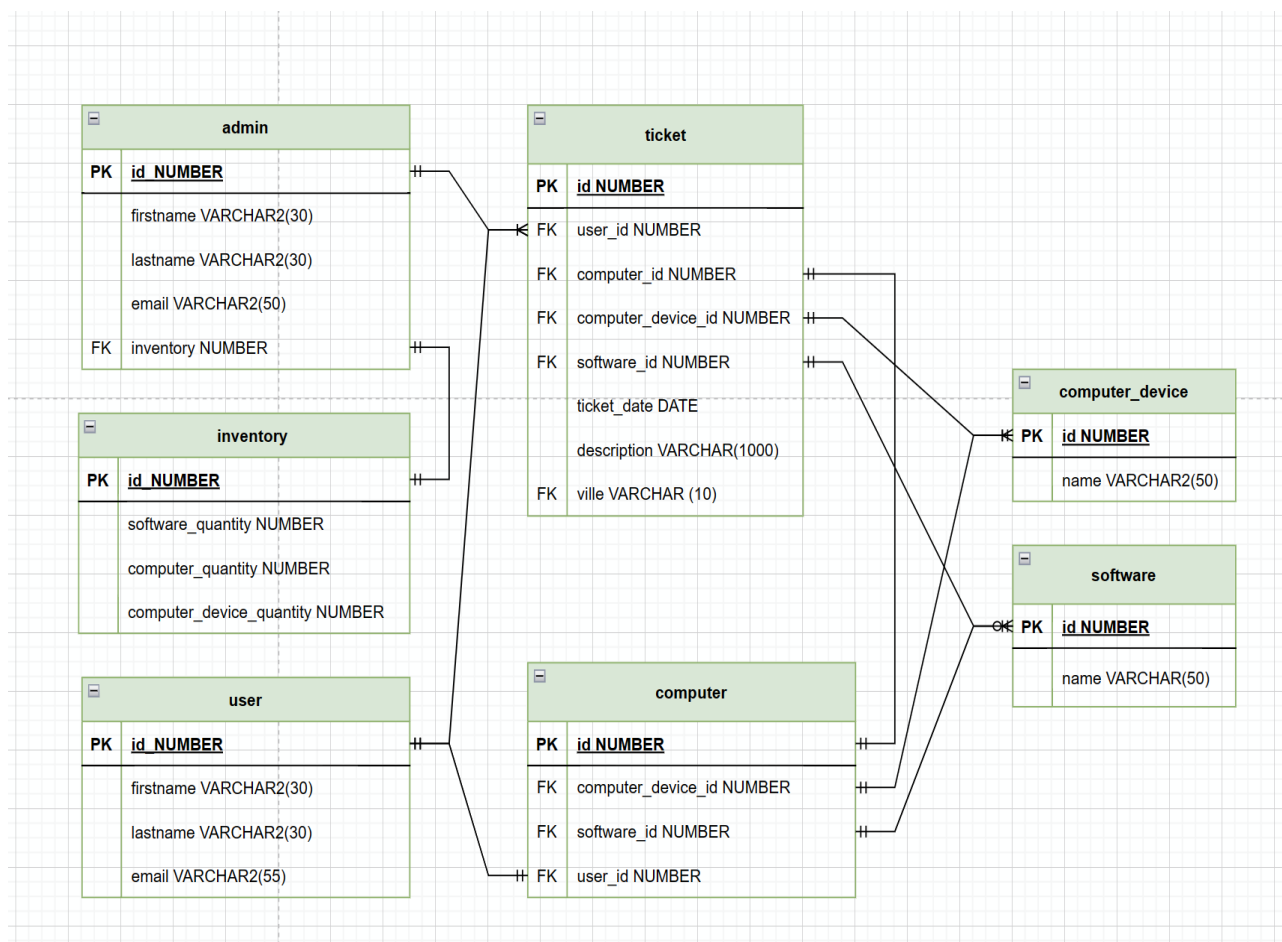 admin
PK id_NUMBER
firstname VARCHAR2(30)
lastname VARCHAR2(30)
email VARCHAR2(50)
FK inventory NUMBER
inventory
PK id_NUMBER
software_quantity NUMBER
computer_quantity NUMBER
computer_device_quantity NUMBER
user
PK id_NUMBER
firstname VARCHAR2(30)
lastname VARCHAR2(30)
email VARCHAR2(55)
ticket
PK id NUMBER
FK user_id NUMBER
FK computer_id NUMBER
FK computer_device_id NUMBER
FK software_id NUMBER
ticket_date DATE
description VARCHAR(1000)
FK ville VARCHAR (10)
computer
PK id NUMBER
FK computer_device_id NUMBER
FK software_id NUMBER
FK user_id NUMBER
computer_device
PK id NUMBER
name VARCHAR2(50)
software
PK id NUMBER
name VARCHAR(50)